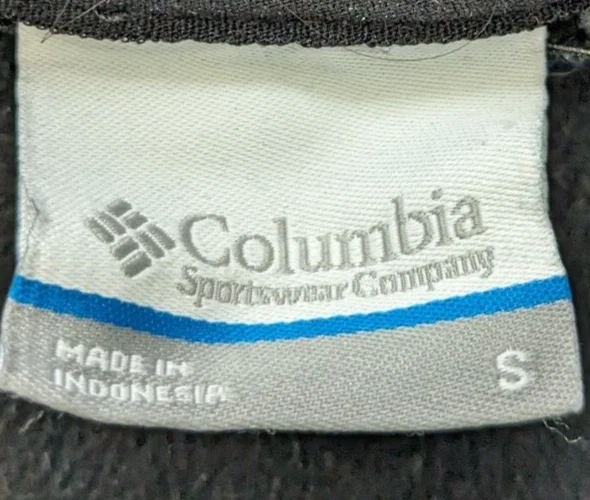 Columbia
Sportswear Company
MADE IN
INDONESIA
S